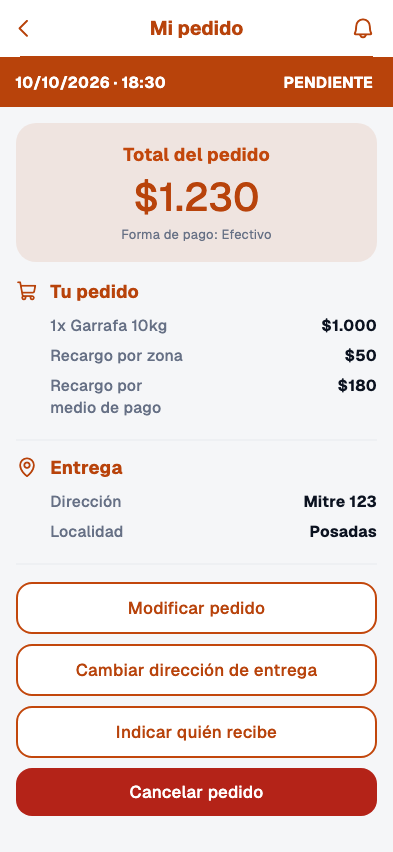 Mi pedido
10/10/2026 · 18:30 PENDIENTE
Total del pedido
$1.230
Forma de pago: Efectivo
Tu pedido
1x Garrafa 10kg $1.000
Recargo por zona $50
Recargo por $180
medio de pago
Entrega
Dirección Mitre 123
Localidad Posadas
Modificar pedido
Cambiar dirección de entrega
Indicar quién recibe
Cancelar pedido